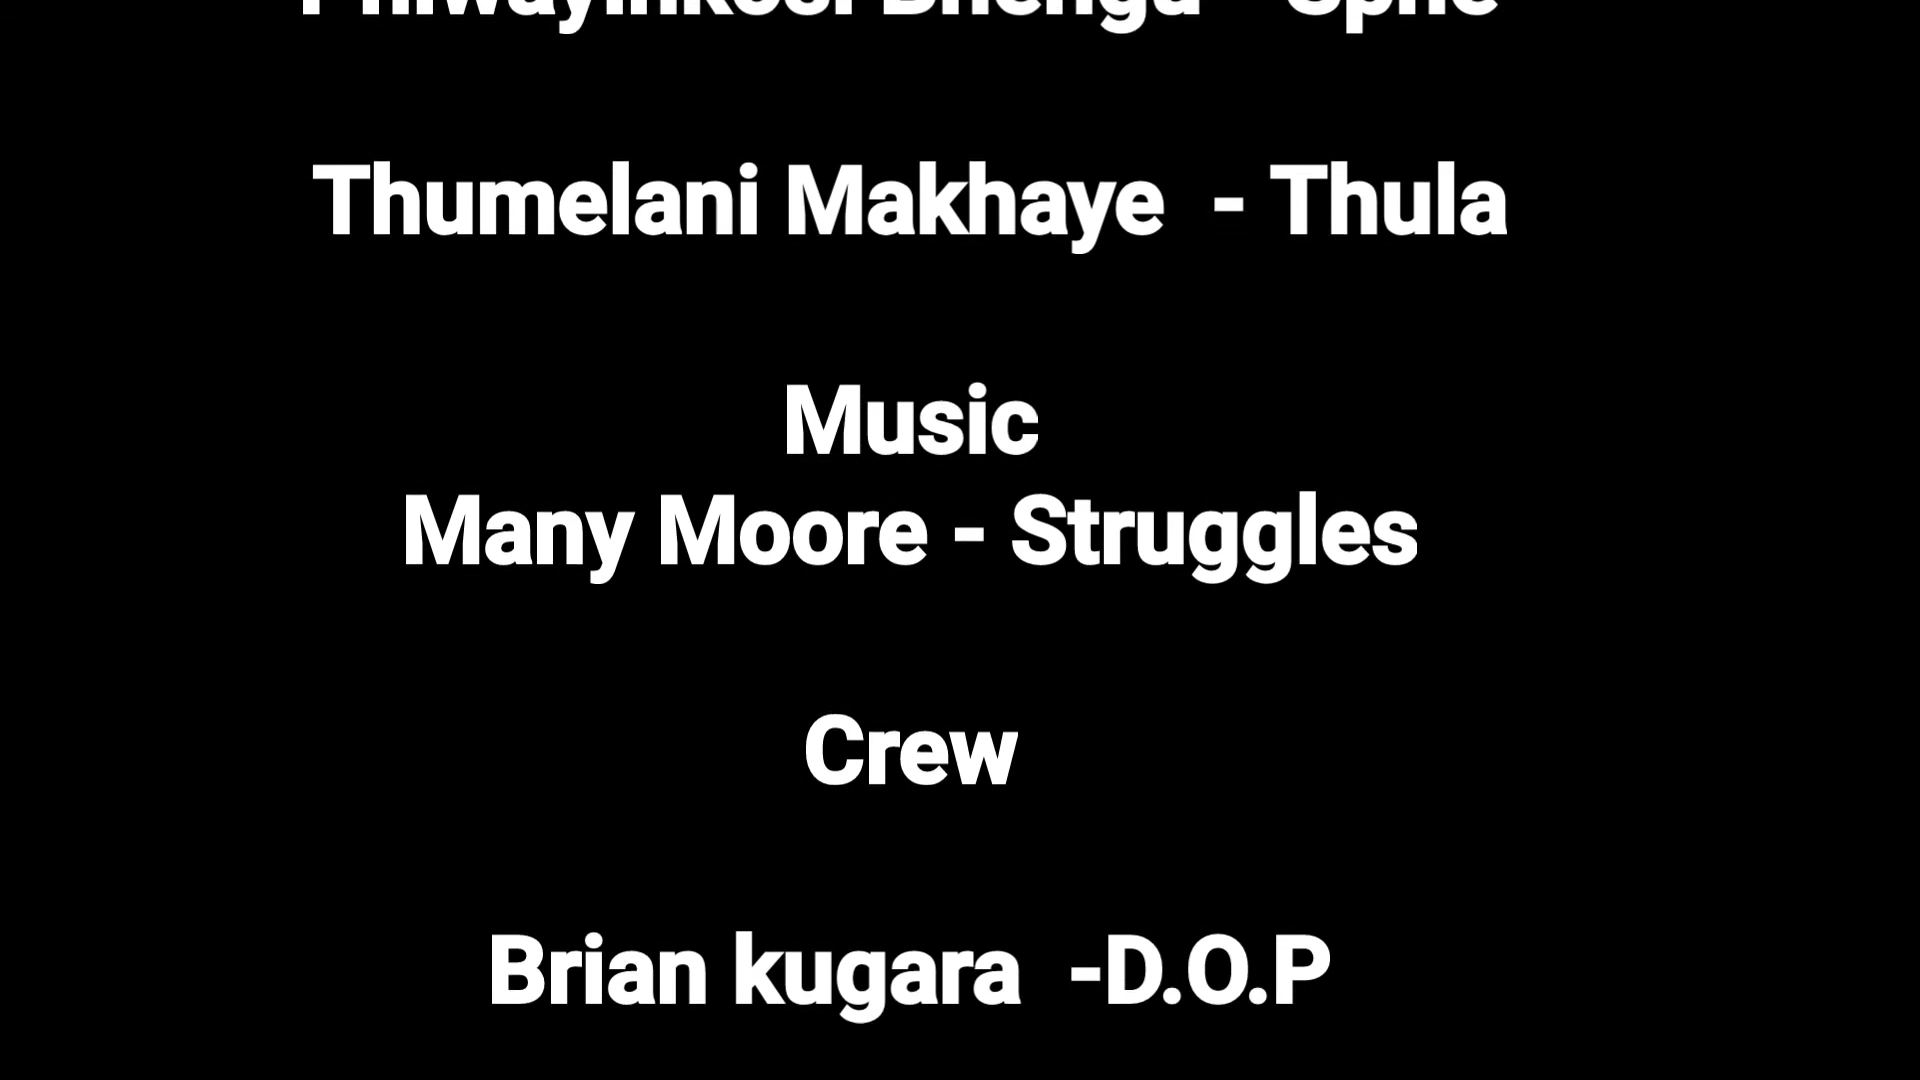 Thumelani Makhaye - Thula
Music
Many Moore - Struggles
Crew
Brian kugara -D.O.P